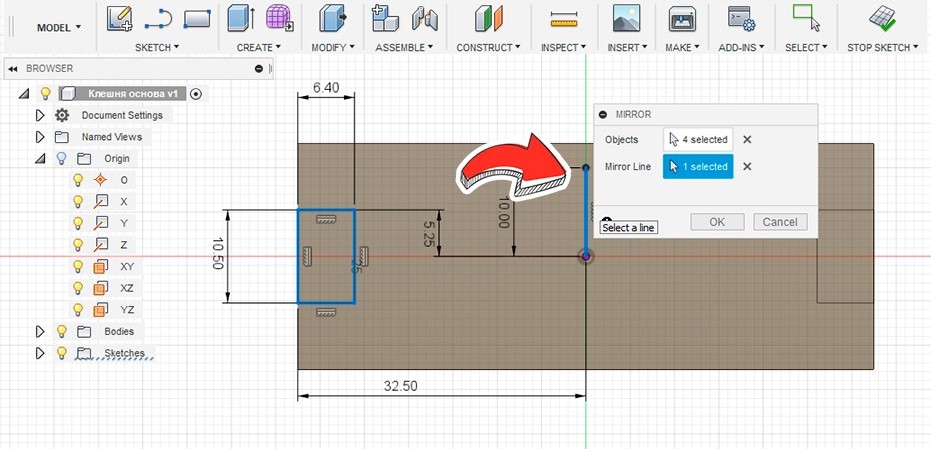 MODEL
SKETCH
CREATE
MODIFY
ASSEMBLE
CONSTRUCT
INSPECT
INSERT
MAKE
ADD-INS
SELECT
STOP SKETCH
BROWSER
Клешня основа v1
Document Settings
Named Views
Origin
O
X
Y
Z
XY
XZ
YZ
Bodies
Sketches
6.40
10.50
5.25
10.00
32.50
MIRROR
Objects
4 selected
Mirror Line
1 selected
OK
Cancel
Select a line